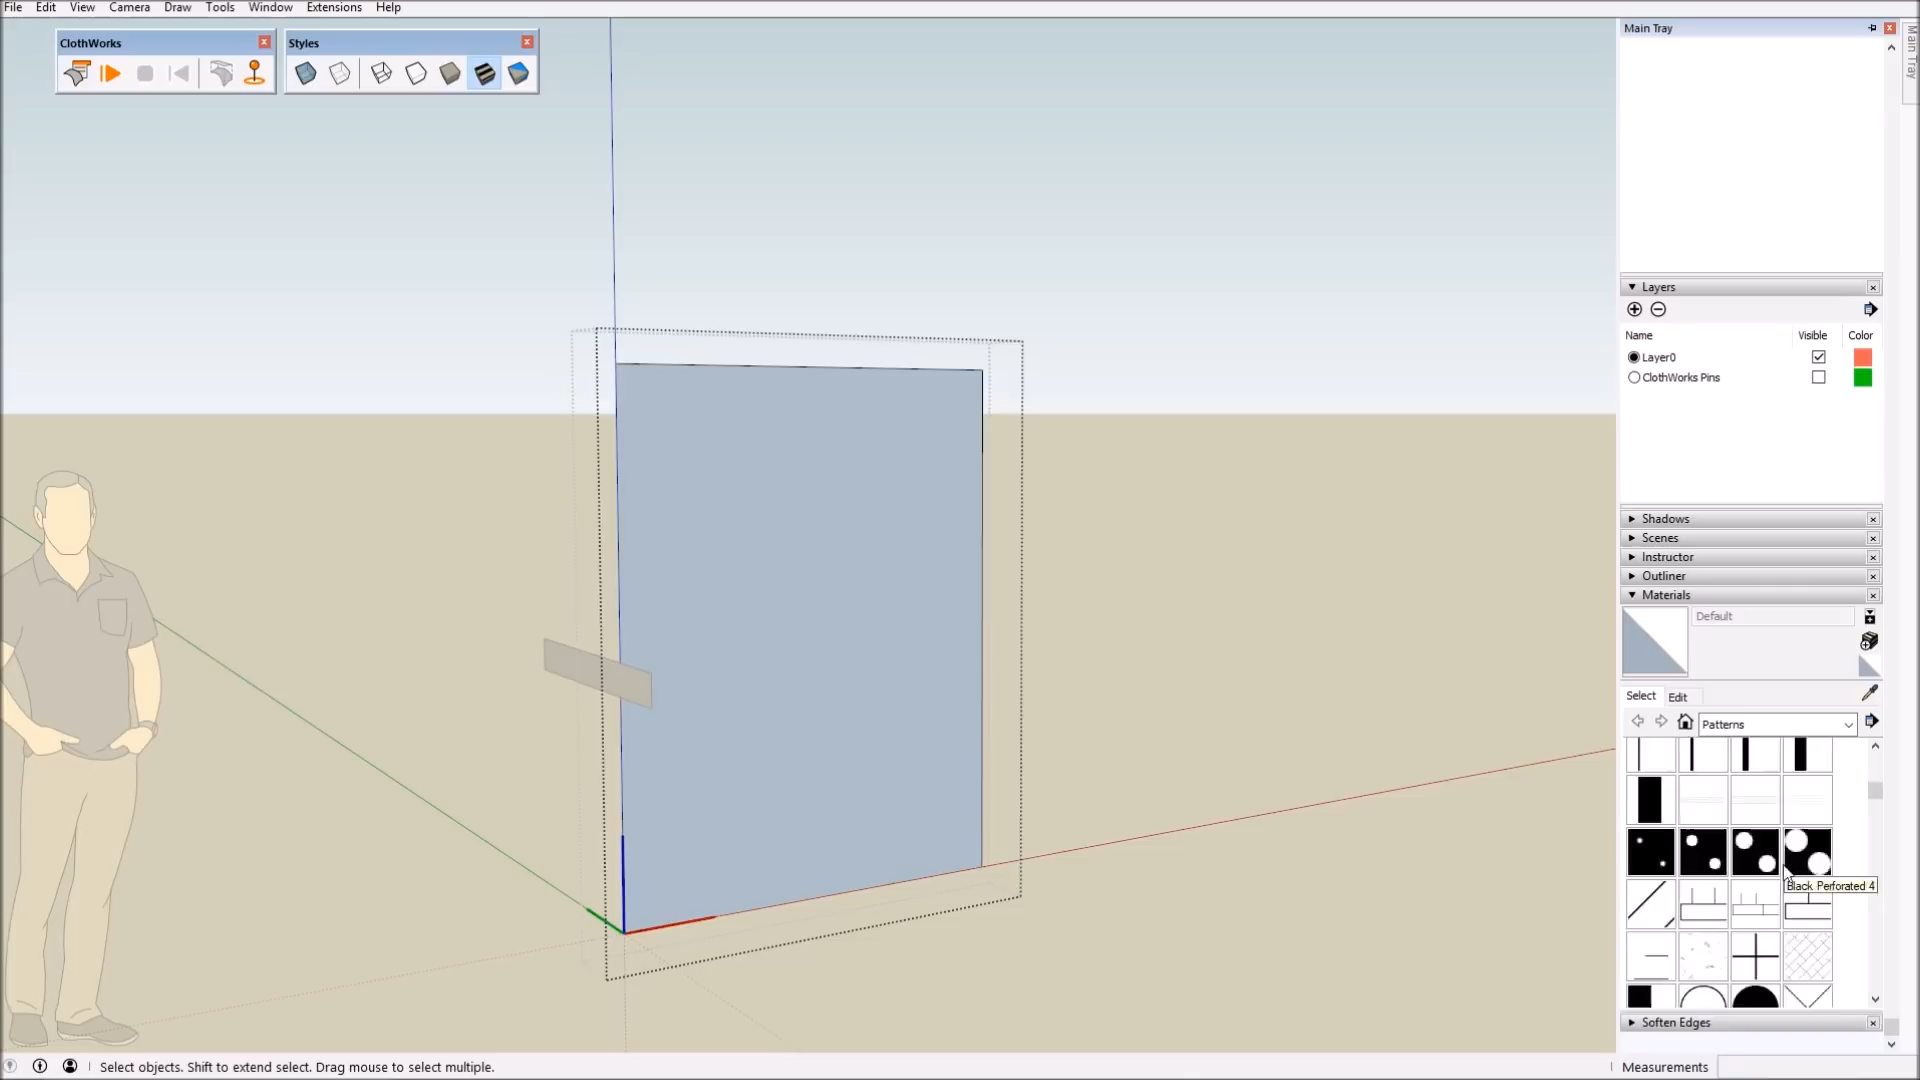 File Edit View Camera Draw Tools Window Extensions Help
ClothWorks
Styles
Main Tray
Main Tray
Layers
Name Visible Color
Layer0
ClothWorks Pins
Shadows
Scenes
Instructor
Outliner
Materials
Default
Select Edit
Patterns
Black Perforated 4
Soften Edges
Select objects. Shift to extend select. Drag mouse to select multiple.
Measurements